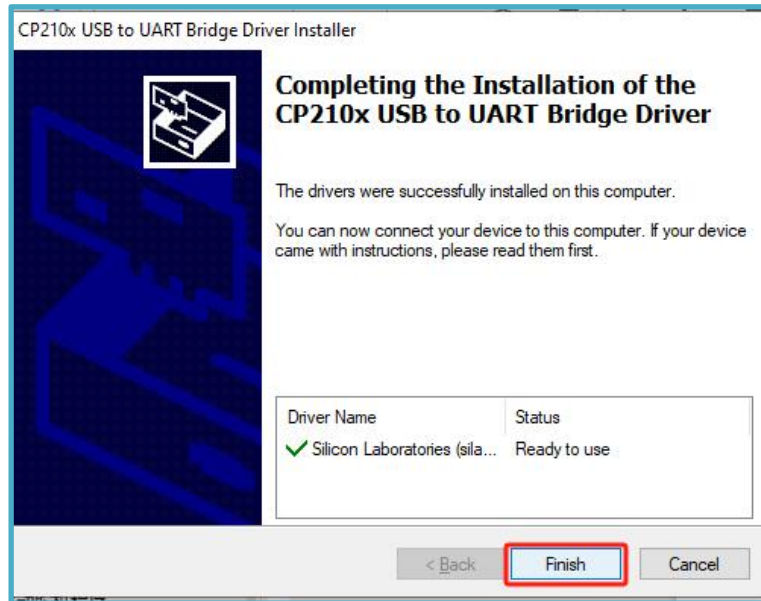 CP210x USB to UART Bridge Driver Installer
Completing the Installation of the
CP210x USB to UART Bridge Driver
The drivers were successfully installed on this computer.
You can now connect your device to this computer. If your device
came with instructions, please read them first.
Driver Name Status
Silicon Laboratories (sila... Ready to use
< Back Finish Cancel